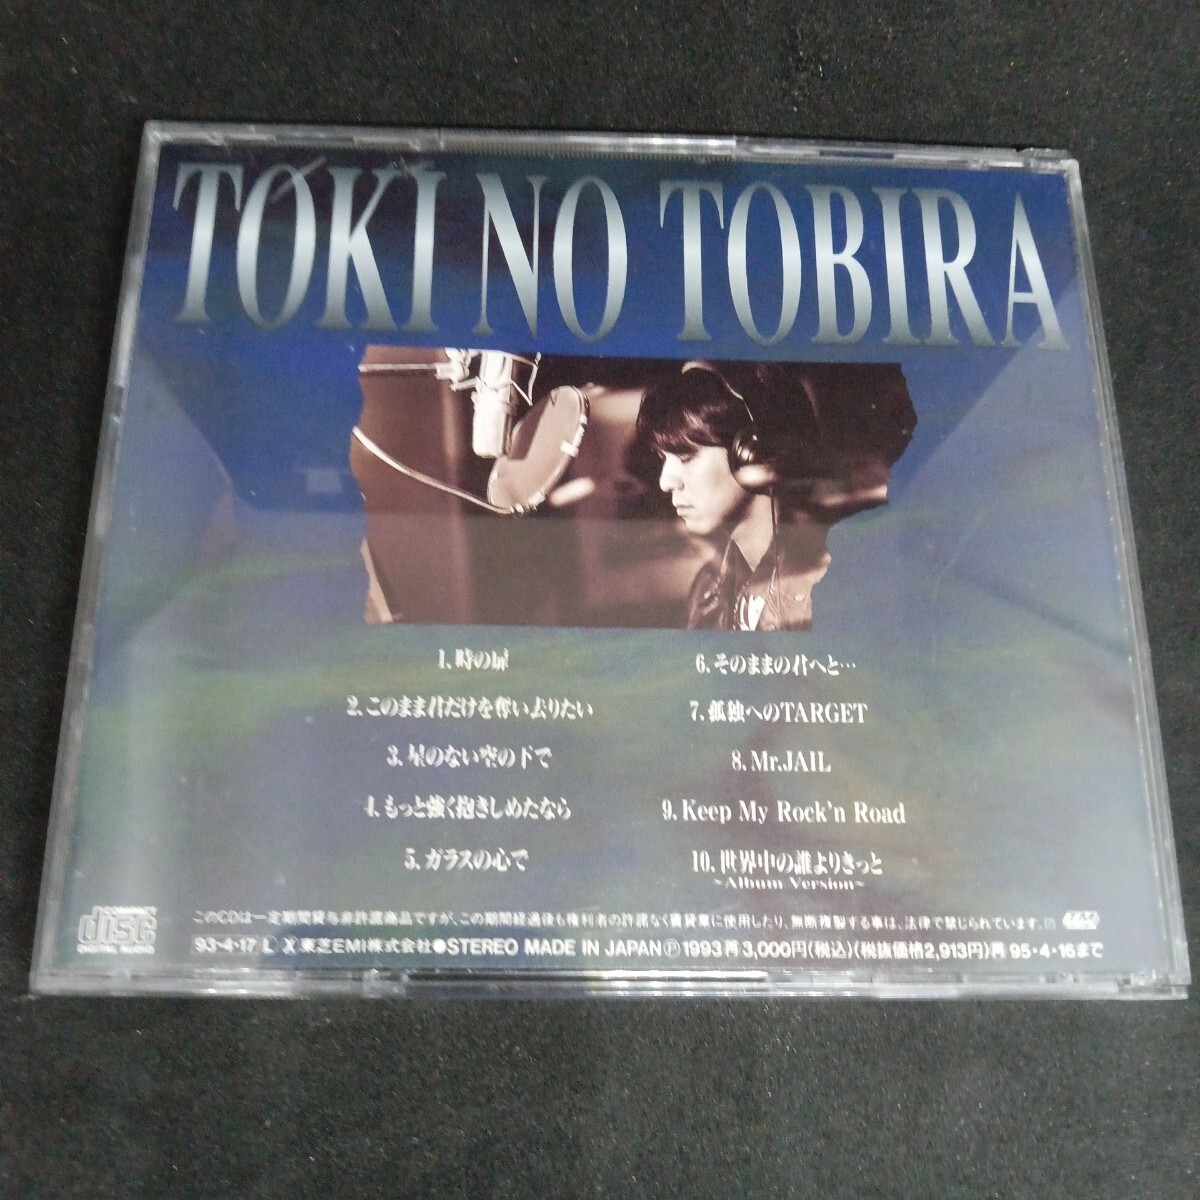 TOKI NO TOBIRA
1. 時の扉
2. このまま君だけを奪い去りたい
3. 星のない空の下で
4. もっと強く抱きしめたなら
5. ガラスの心で
6. そのままの君へと…
7. 孤独へのTARGET
8. Mr.JAIL
9. Keep My Rock'n Road
10. 世界中の誰よりきっと
~Album Version~
COMPACT
disc
DIGITAL AUDIO
このCDは一定期間貸与非許諾商品ですが、この期間経過後も権利者の許諾なく賃貸業に使用したり、無断複製する事は、法律で禁じられています。
93・4・17 L X 東芝EMI株式会社●STEREO MADE IN JAPAN Ⓟ1993 再 3,000円(税込)(税抜価格2,913円) 再 95・4・16まで